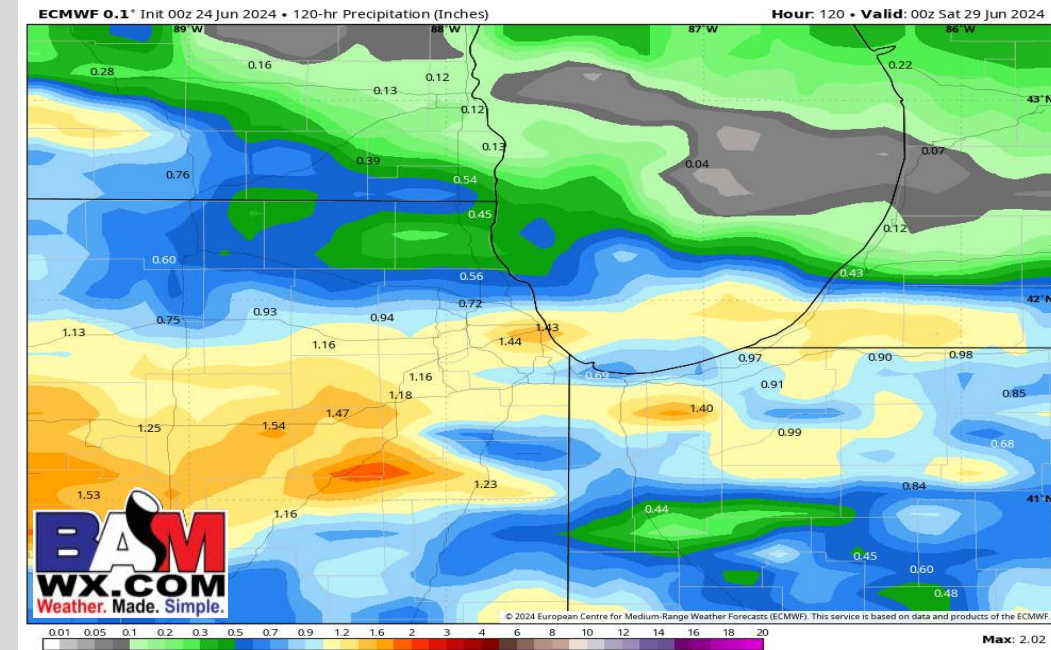 ECMWF 0.1° Init 00z 24 Jun 2024 • 120-hr Precipitation (Inches) Hour: 120 • Valid: 00z Sat 29 Jun 2024
89°W 88°W 87°W 86°W
0.28 0.16 0.12 0.22
0.13
43°N
0.12
0.13 0.07
0.39 0.04
0.76 0.54
0.45
0.12
0.60
0.56 0.43
42°N
0.72
0.75 0.93 0.94
1.13 1.43
1.16 1.44
0.97 0.90 0.98
1.16 0.69
0.91
1.18 0.85
1.47 1.40
1.25 1.54 0.99
0.68
1.53 1.23 0.84
41°N
1.16 0.44
0.45
0.60
0.48
BAM
WX.COM
Weather. Made. Simple.
© 2024 European Centre for Medium-Range Weather Forecasts (ECMWF). This service is based on data and products of the ECMWF.
0.01 0.05 0.1 0.2 0.3 0.5 0.7 0.9 1.2 1.6 2 3 4 6 8 10 12 14 16 18 20
Max: 2.02